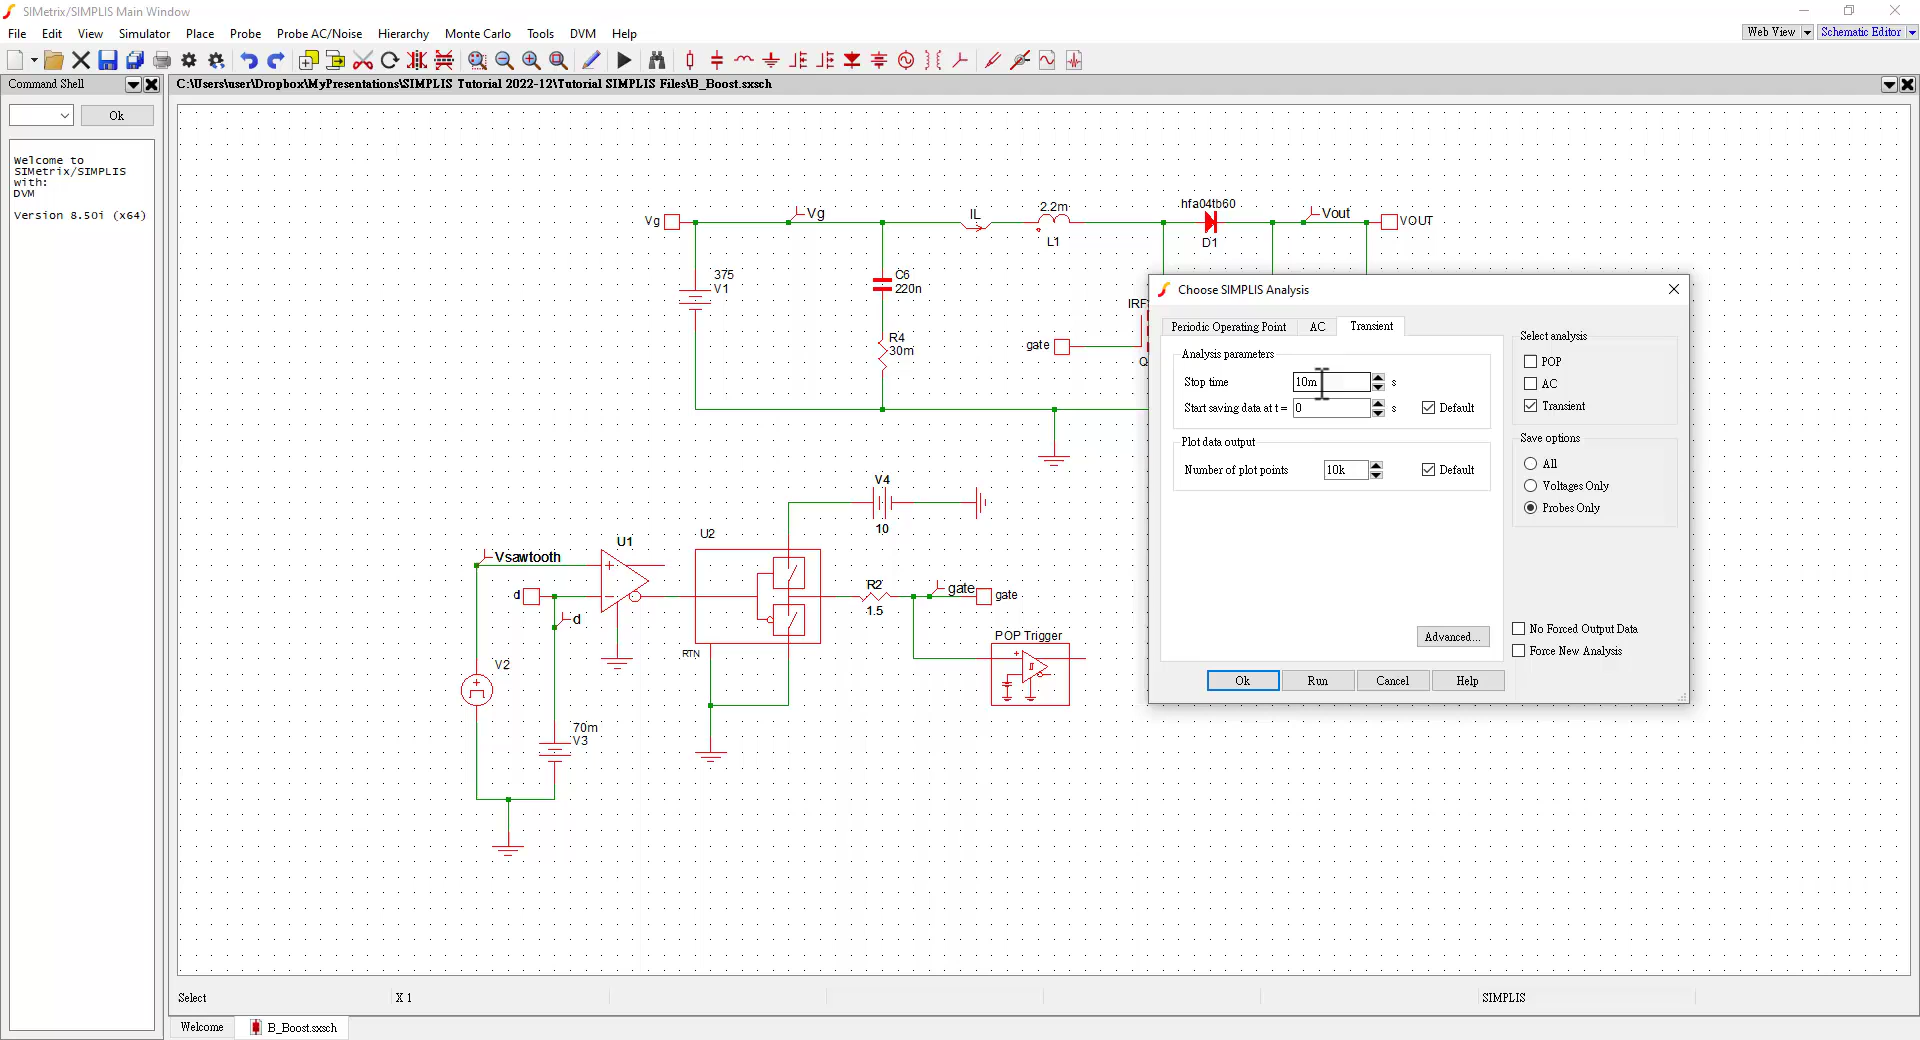 SIMetrix/SIMPLIS Main Window
File Edit View Simulator Place Probe Probe AC/Noise Hierarchy Monte Carlo Tools DVM Help
Web View Schematic Editor
Command Shell
C:\Users\user\Dropbox\MyPresentations\SIMPLIS Tutorial 2022-12\Tutorial SIMPLIS Files\B_Boost.sxsch
Ok
Welcome to
SIMetrix/SIMPLIS
with:
DVM
Version 8.50i (x64)
Vg
Vg
IL
2.2m
L1
hfa04tb60
D1
Vout
VOUT
375
V1
C6
220n
R4
30m
gate
IRF
Q
Choose SIMPLIS Analysis
Periodic Operating Point AC Transient
Analysis parameters
Stop time 10m s
Start saving data at t = 0 s Default
Plot data output
Number of plot points 10k Default
Advanced...
Ok Run Cancel Help
Select analysis
POP
AC
Transient
Save options
All
Voltages Only
Probes Only
No Forced Output Data
Force New Analysis
V4
10
U1
U2
Vsawtooth
d
d
R2
1.5
gate
gate
RTN
POP Trigger
V2
70m
V3
Select X 1 SIMPLIS
Welcome B_Boost.sxsch